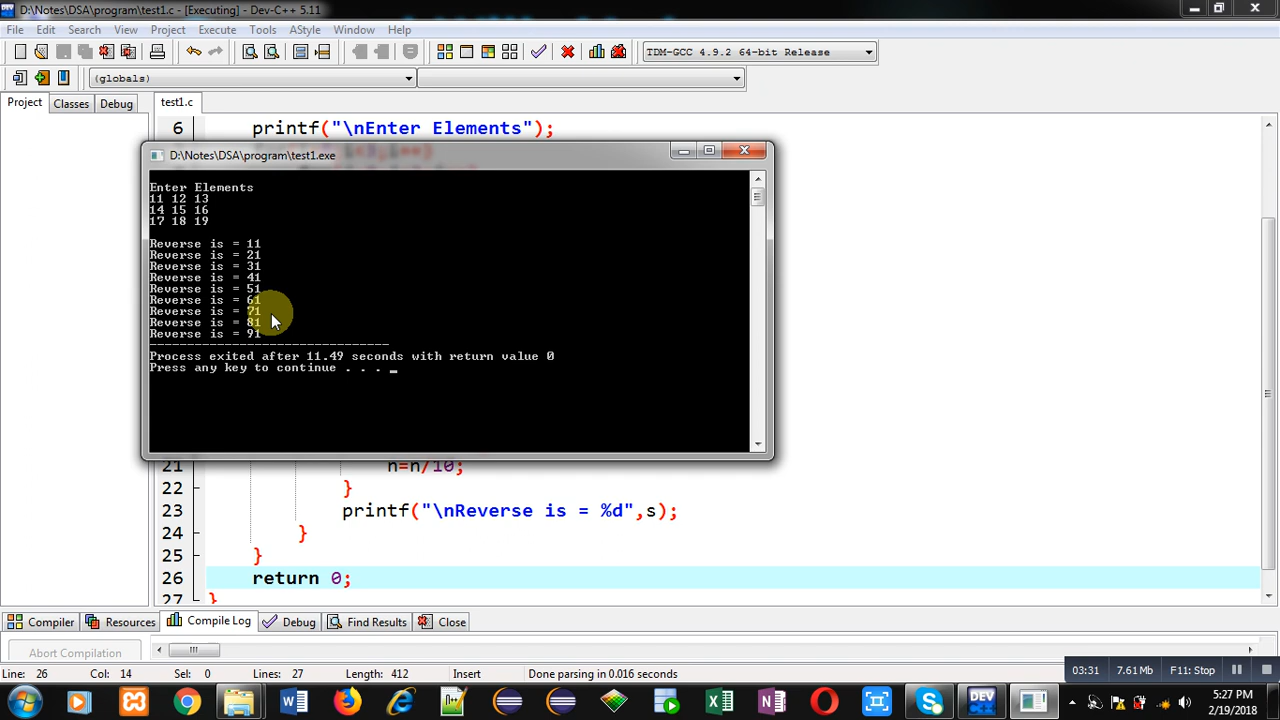 D:\Notes\DSA\program\test1.c - [Executing] - Dev-C++ 5.11
File Edit Search View Project Execute Tools AStyle Window Help
TDM-GCC 4.9.2 64-bit Release
(globals)
Project Classes Debug test1.c
6 printf("\nEnter Elements");
D:\Notes\DSA\program\test1.exe
Enter Elements
11 12 13
14 15 16
17 18 19
Reverse is = 11
Reverse is = 21
Reverse is = 31
Reverse is = 41
Reverse is = 51
Reverse is = 61
Reverse is = 71
Reverse is = 81
Reverse is = 91
--------------------------------
Process exited after 11.49 seconds with return value 0
Press any key to continue . . . _
21 n=n/10;
22 }
23 printf("\nReverse is = %d",s);
24 }
25 }
26 return 0;
27 }
Compiler Resources Compile Log Debug Find Results Close
Abort Compilation
Line: 26 Col: 14 Sel: 0 Lines: 27 Length: 412 Insert Done parsing in 0.016 seconds
03:31 7.61 Mb F11: Stop
5:27 PM
2/19/2018